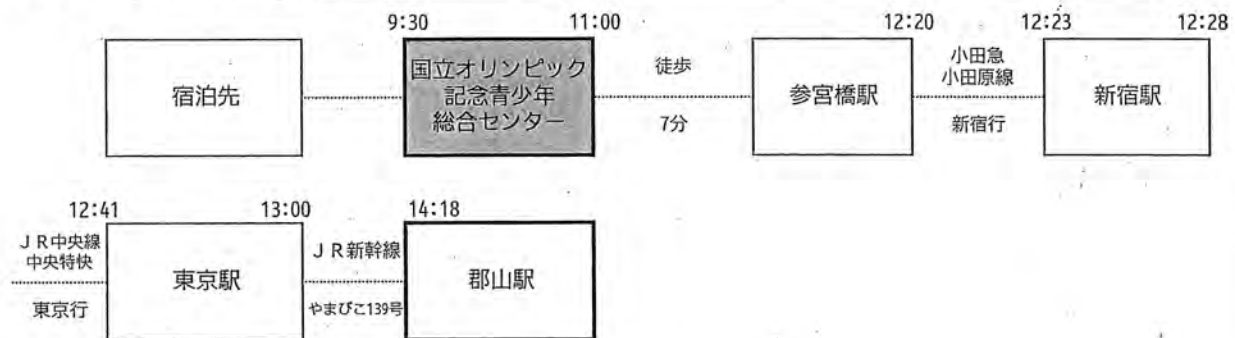 9:30 11:00 12:20 12:23 12:28
宿泊先
国立オリンピック
記念青少年
総合センター
徒歩
7分
参宮橋駅
小田急
小田原線
新宿行
新宿駅
12:41 13:00 14:18
JR中央線
中央特快
東京行
東京駅
JR新幹線
やまびこ139号
郡山駅